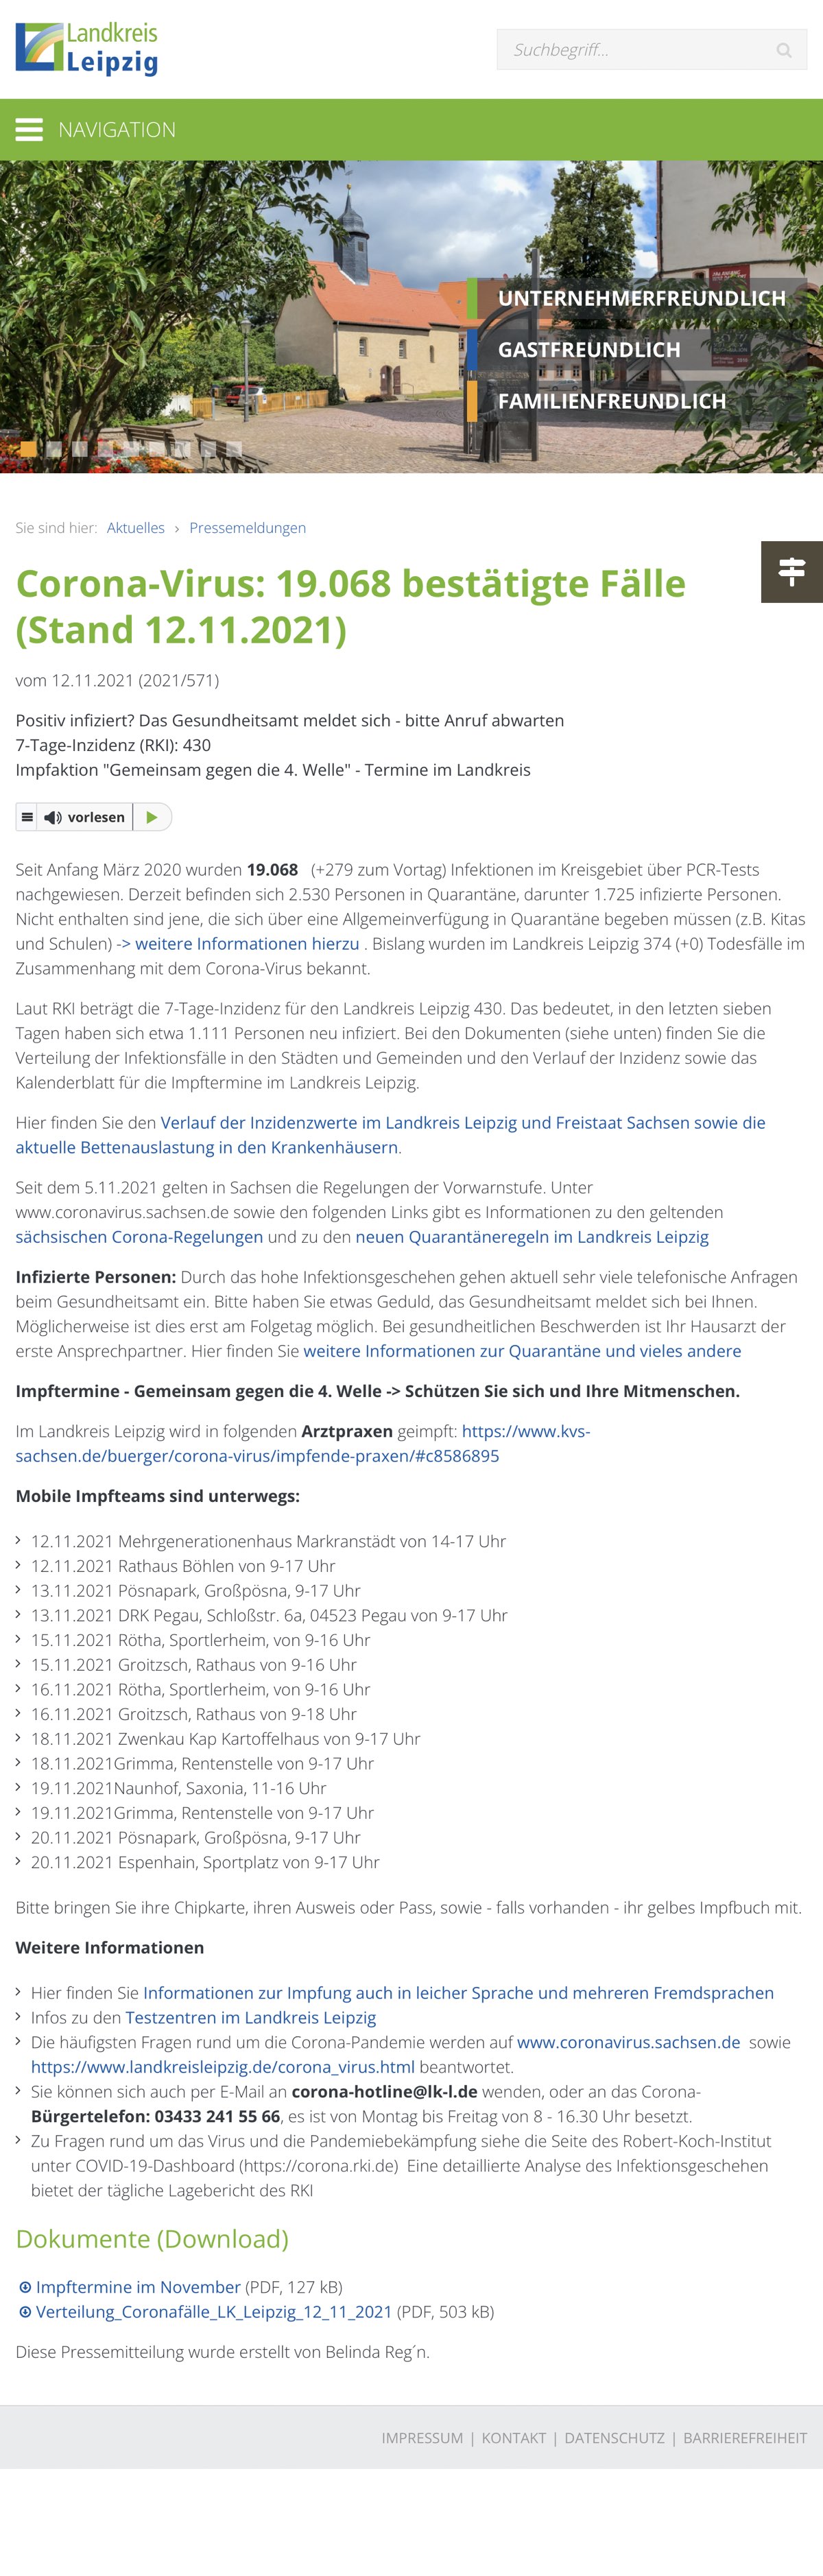 Landkreis
Leipzig
Suchbegriff...
NAVIGATION
UNTERNEHMERFREUNDLICH
GASTFREUNDLICH
FAMILIENFREUNDLICH
Sie sind hier: Aktuelles › Pressemeldungen
Corona-Virus: 19.068 bestätigte Fälle
(Stand 12.11.2021)
vom 12.11.2021 (2021/571)
Positiv infiziert? Das Gesundheitsamt meldet sich - bitte Anruf abwarten
7-Tage-Inzidenz (RKI): 430
Impfaktion "Gemeinsam gegen die 4. Welle" - Termine im Landkreis
vorlesen
Seit Anfang März 2020 wurden 19.068 (+279 zum Vortag) Infektionen im Kreisgebiet über PCR-Tests
nachgewiesen. Derzeit befinden sich 2.530 Personen in Quarantäne, darunter 1.725 infizierte Personen.
Nicht enthalten sind jene, die sich über eine Allgemeinverfügung in Quarantäne begeben müssen (z.B. Kitas
und Schulen) -> weitere Informationen hierzu . Bislang wurden im Landkreis Leipzig 374 (+0) Todesfälle im
Zusammenhang mit dem Corona-Virus bekannt.
Laut RKI beträgt die 7-Tage-Inzidenz für den Landkreis Leipzig 430. Das bedeutet, in den letzten sieben
Tagen haben sich etwa 1.111 Personen neu infiziert. Bei den Dokumenten (siehe unten) finden Sie die
Verteilung der Infektionsfälle in den Städten und Gemeinden und den Verlauf der Inzidenz sowie das
Kalenderblatt für die Impftermine im Landkreis Leipzig.
Hier finden Sie den Verlauf der Inzidenzwerte im Landkreis Leipzig und Freistaat Sachsen sowie die
aktuelle Bettenauslastung in den Krankenhäusern.
Seit dem 5.11.2021 gelten in Sachsen die Regelungen der Vorwarnstufe. Unter
www.coronavirus.sachsen.de sowie den folgenden Links gibt es Informationen zu den geltenden
sächsischen Corona-Regelungen und zu den neuen Quarantäneregeln im Landkreis Leipzig
Infizierte Personen: Durch das hohe Infektionsgeschehen gehen aktuell sehr viele telefonische Anfragen
beim Gesundheitsamt ein. Bitte haben Sie etwas Geduld, das Gesundheitsamt meldet sich bei Ihnen.
Möglicherweise ist dies erst am Folgetag möglich. Bei gesundheitlichen Beschwerden ist Ihr Hausarzt der
erste Ansprechpartner. Hier finden Sie weitere Informationen zur Quarantäne und vieles andere
Impftermine - Gemeinsam gegen die 4. Welle -> Schützen Sie sich und Ihre Mitmenschen.
Im Landkreis Leipzig wird in folgenden Arztpraxen geimpft: https://www.kvs-
sachsen.de/buerger/corona-virus/impfende-praxen/#c8586895
Mobile Impfteams sind unterwegs:
› 12.11.2021 Mehrgenerationenhaus Markranstädt von 14-17 Uhr
› 12.11.2021 Rathaus Böhlen von 9-17 Uhr
› 13.11.2021 Pösnapark, Großpösna, 9-17 Uhr
› 13.11.2021 DRK Pegau, Schloßstr. 6a, 04523 Pegau von 9-17 Uhr
› 15.11.2021 Rötha, Sportlerheim, von 9-16 Uhr
› 15.11.2021 Groitzsch, Rathaus von 9-16 Uhr
› 16.11.2021 Rötha, Sportlerheim, von 9-16 Uhr
› 16.11.2021 Groitzsch, Rathaus von 9-18 Uhr
› 18.11.2021 Zwenkau Kap Kartoffelhaus von 9-17 Uhr
› 18.11.2021Grimma, Rentenstelle von 9-17 Uhr
› 19.11.2021Naunhof, Saxonia, 11-16 Uhr
› 19.11.2021Grimma, Rentenstelle von 9-17 Uhr
› 20.11.2021 Pösnapark, Großpösna, 9-17 Uhr
› 20.11.2021 Espenhain, Sportplatz von 9-17 Uhr
Bitte bringen Sie ihre Chipkarte, ihren Ausweis oder Pass, sowie - falls vorhanden - ihr gelbes Impfbuch mit.
Weitere Informationen
› Hier finden Sie Informationen zur Impfung auch in leicher Sprache und mehreren Fremdsprachen
› Infos zu den Testzentren im Landkreis Leipzig
› Die häufigsten Fragen rund um die Corona-Pandemie werden auf www.coronavirus.sachsen.de sowie
https://www.landkreisleipzig.de/corona_virus.html beantwortet.
› Sie können sich auch per E-Mail an corona-hotline@lk-l.de wenden, oder an das Corona-
Bürgertelefon: 03433 241 55 66, es ist von Montag bis Freitag von 8 - 16.30 Uhr besetzt.
› Zu Fragen rund um das Virus und die Pandemiebekämpfung siehe die Seite des Robert-Koch-Institut
unter COVID-19-Dashboard (https://corona.rki.de) Eine detaillierte Analyse des Infektionsgeschehen
bietet der tägliche Lagebericht des RKI
Dokumente (Download)
Impftermine im November (PDF, 127 kB)
Verteilung_Coronafälle_LK_Leipzig_12_11_2021 (PDF, 503 kB)
Diese Pressemitteilung wurde erstellt von Belinda Reg´n.
IMPRESSUM | KONTAKT | DATENSCHUTZ | BARRIEREFREIHEIT